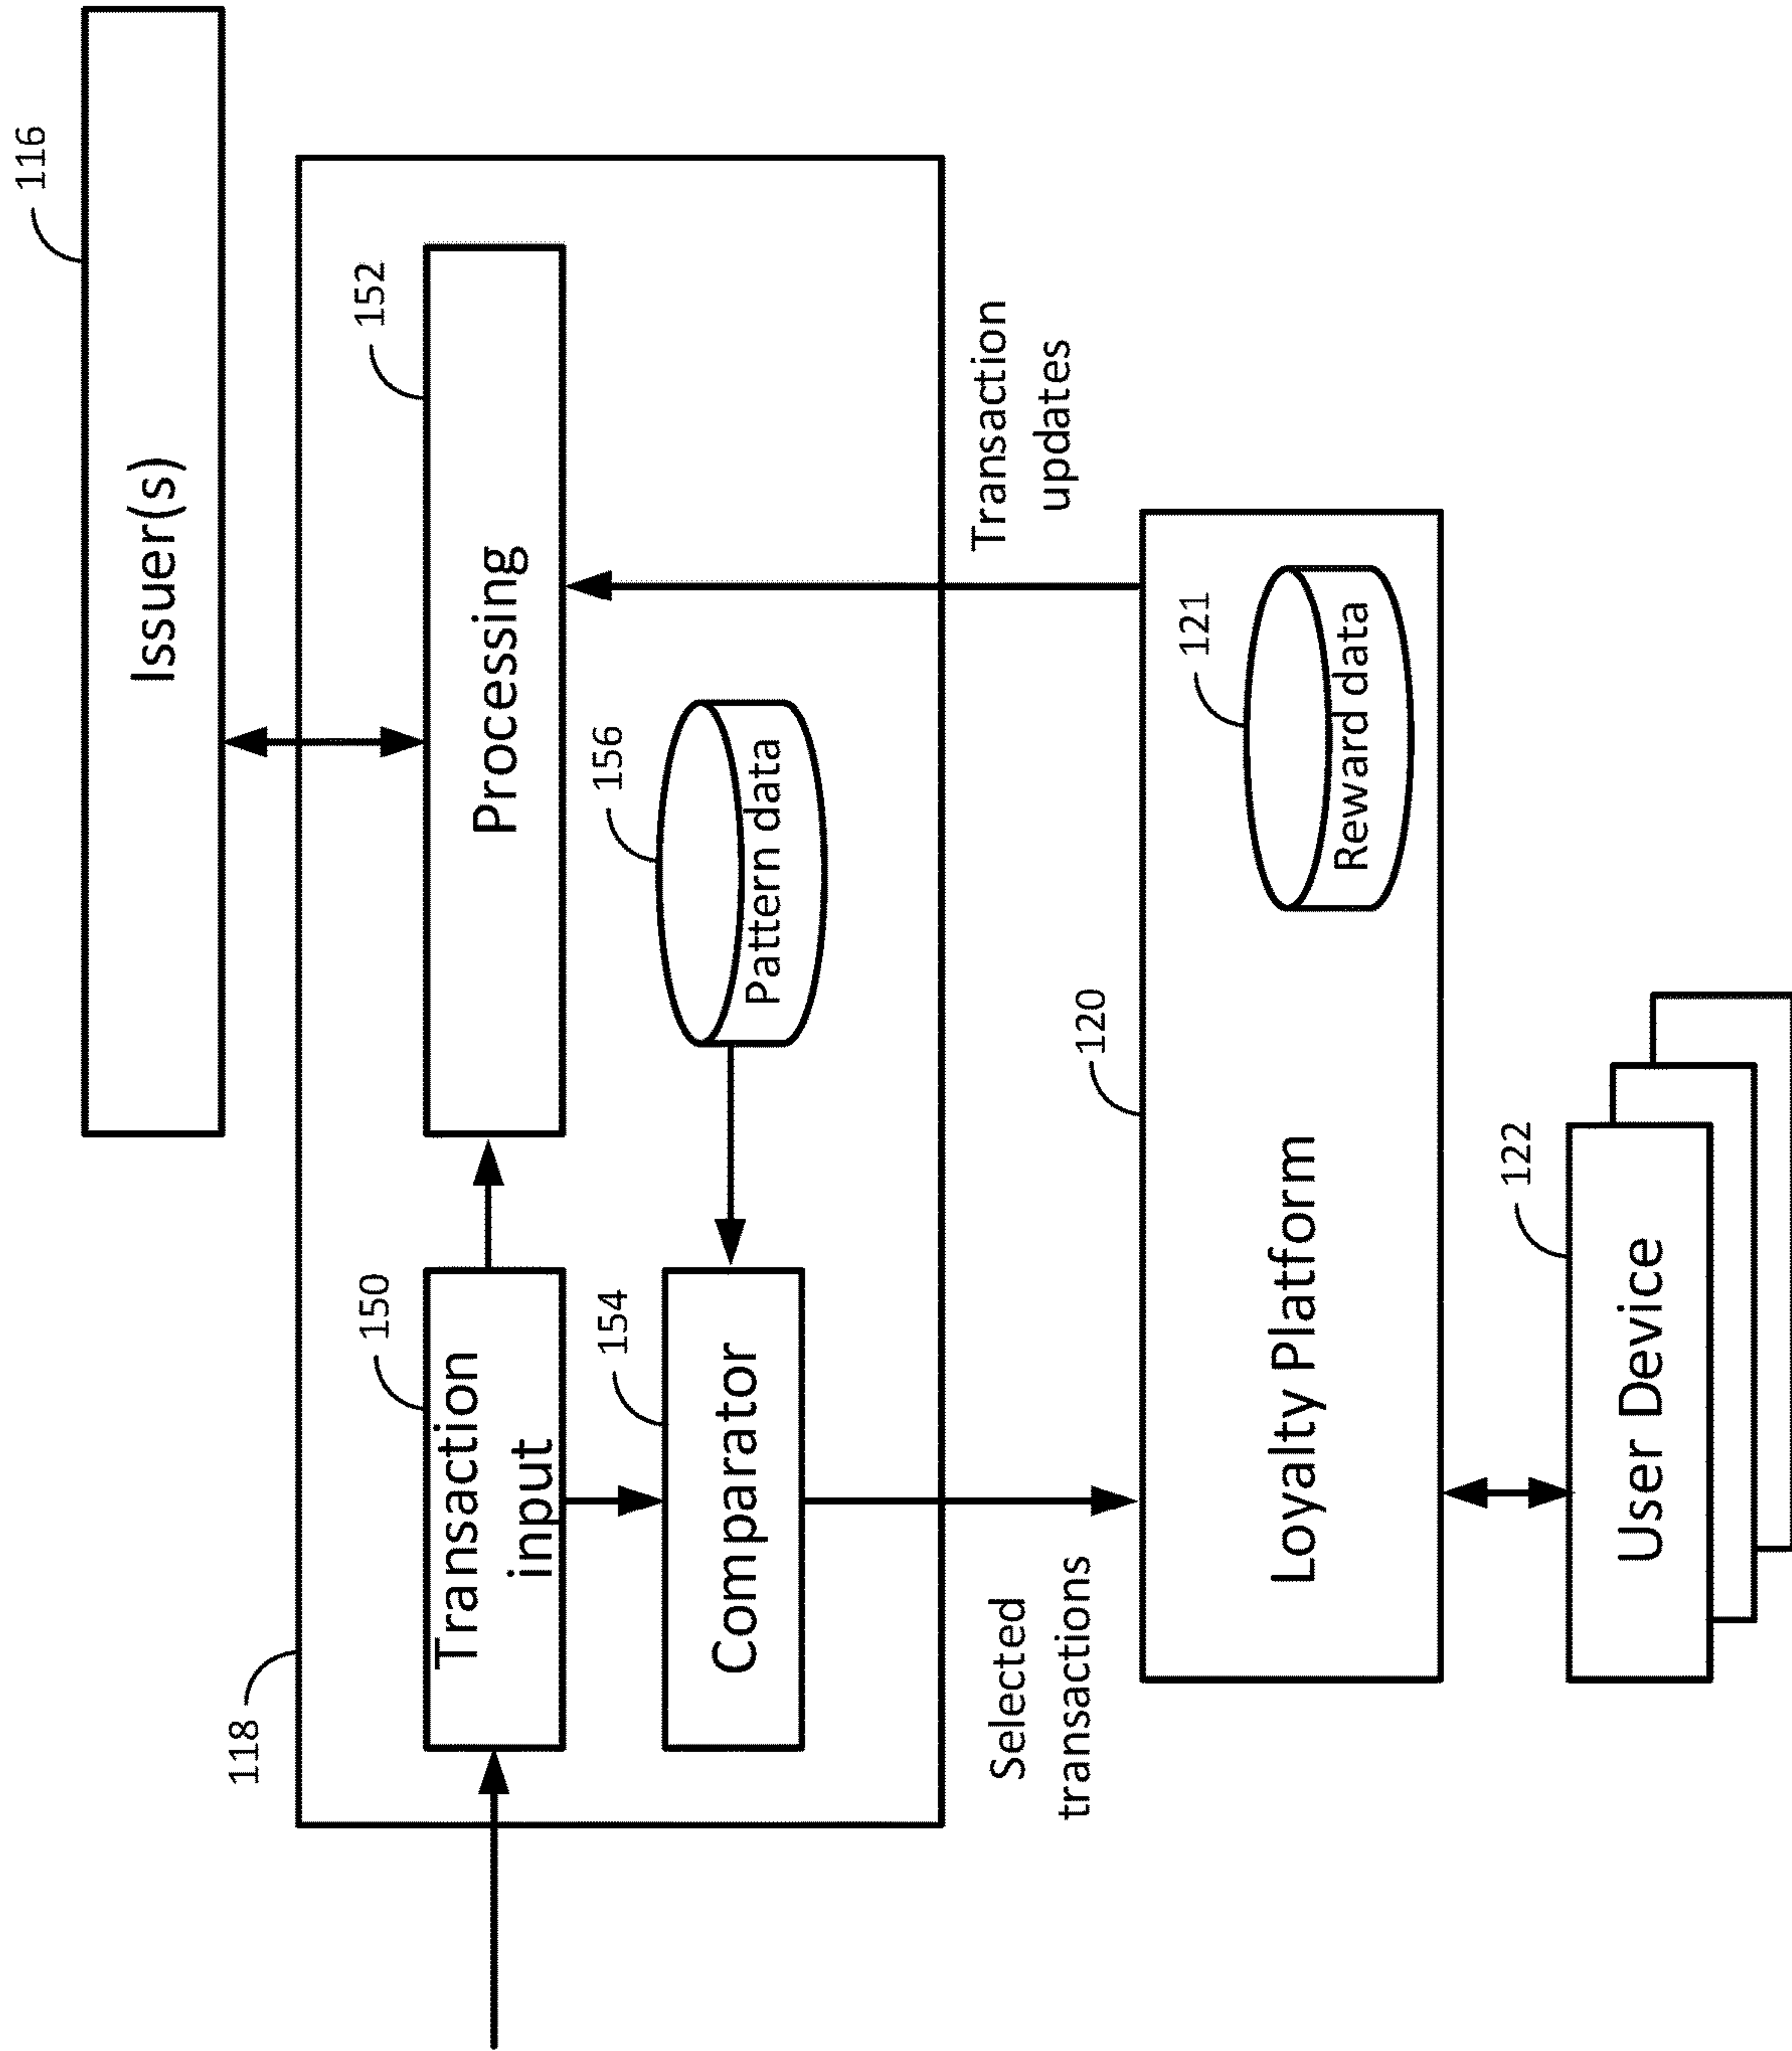 116
Issuer(s)
118
152
Processing
150
Transaction
input
156
Pattern data
154
Comparator
Transaction
updates
Selected
transactions
120
Loyalty Platform
121
Reward data
122
User Device